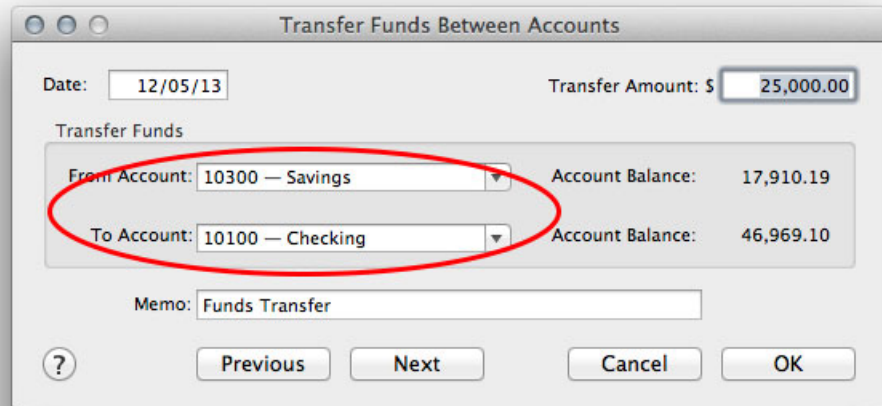 Transfer Funds Between Accounts
Date: 12/05/13 Transfer Amount: $ 25,000.00
Transfer Funds
From Account: 10300 — Savings Account Balance: 17,910.19
To Account: 10100 — Checking Account Balance: 46,969.10
Memo: Funds Transfer
? Previous Next Cancel OK